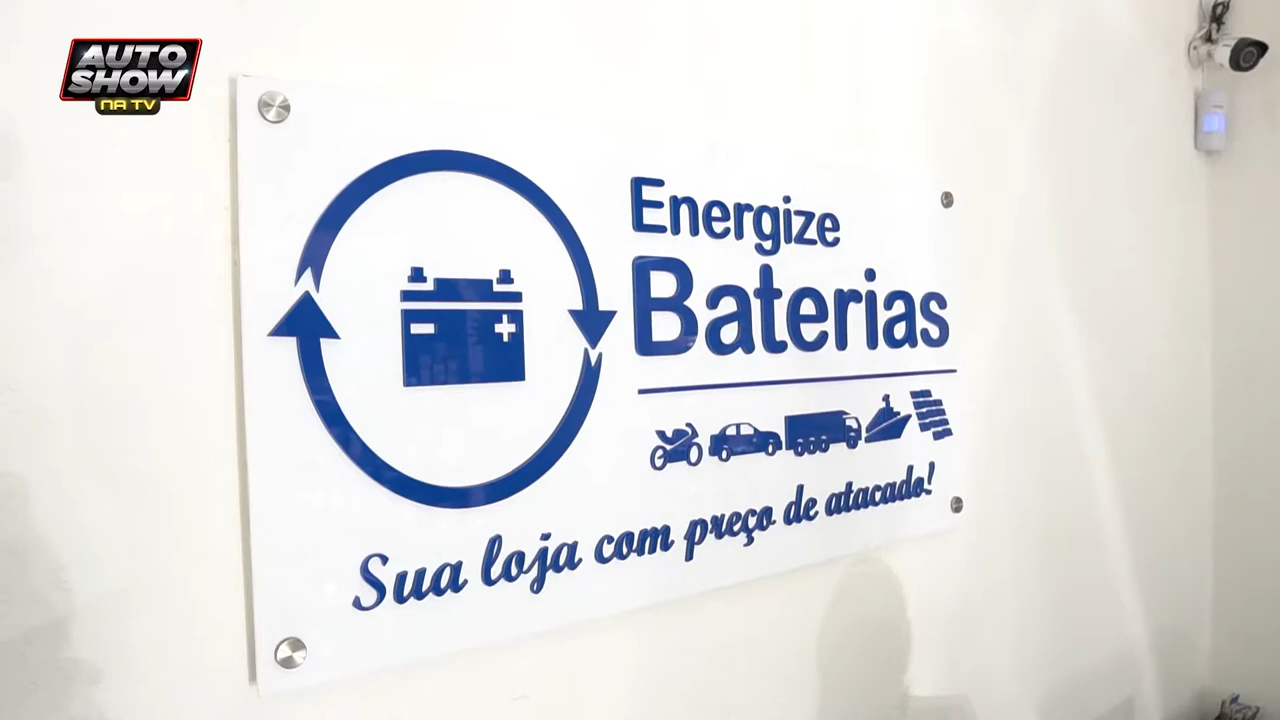 AUTO
SHOW
NA TV
Energize
Baterias
Sua loja com preço de atacado!